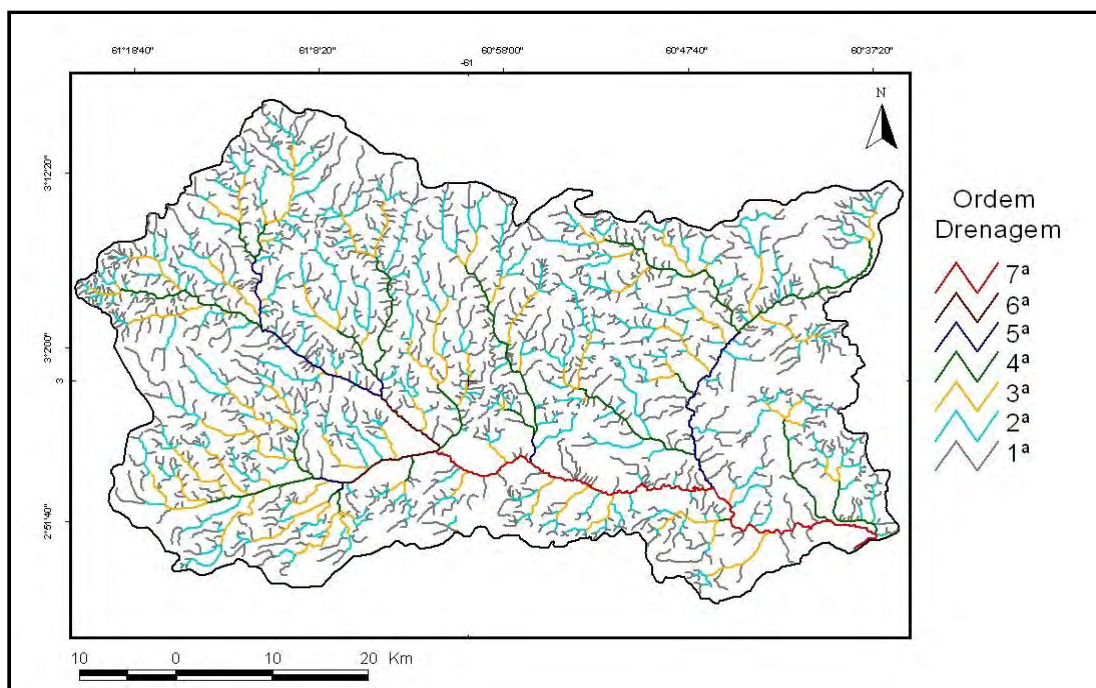 61°18'40" 61°8'20" 60°58'00" 60°47'40" 60°37'20"
-61
N
3°12'20"
3°2'00"
3
2°51'40"
Ordem
Drenagem
7ª
6ª
5ª
4ª
3ª
2ª
1ª
10 0 10 20 Km